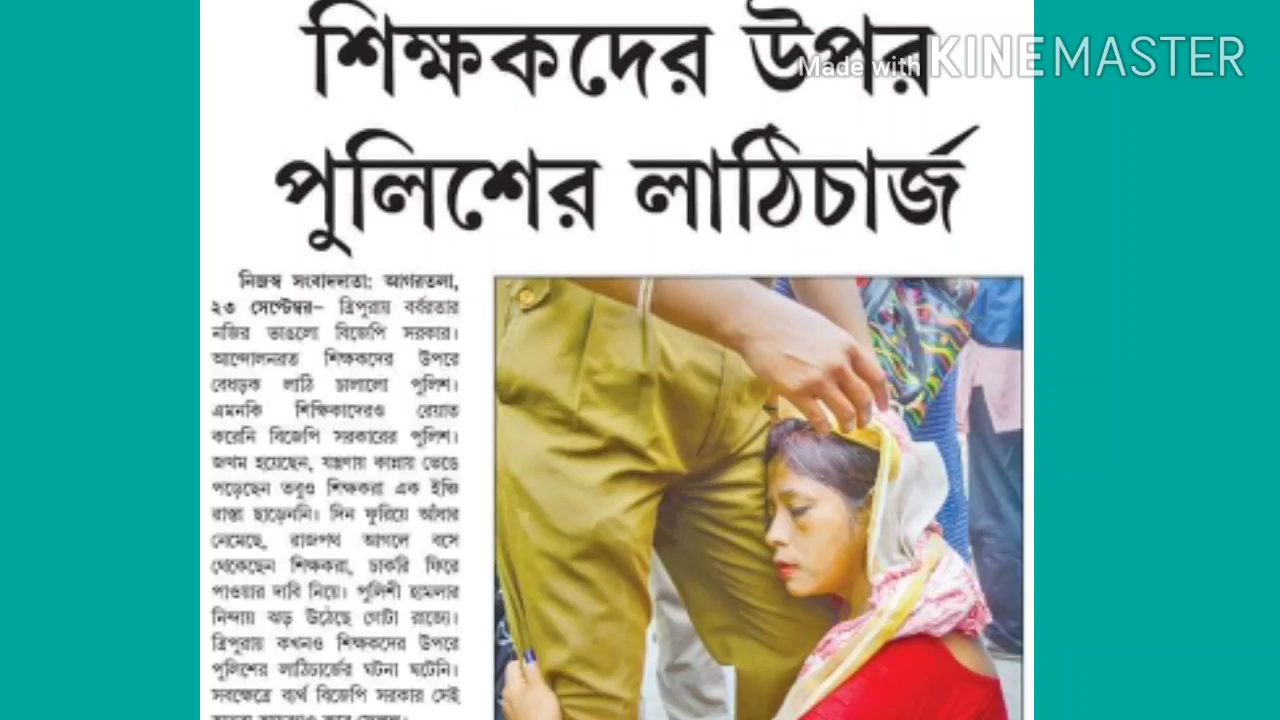 শিক্ষকদের উপর
Made with KINEMASTER
পুলিশের লাঠিচার্জ
নিজস্ব সংবাদদাতা: আগরতলা,
২৩ সেপ্টেম্বর– ত্রিপুরায় বর্বরতার
নজির ভাঙলো বিজেপি সরকার।
আন্দোলনরত শিক্ষকদের উপরে
বেধড়ক লাঠি চালালো পুলিশ।
এমনকি শিক্ষিকাদেরও রেয়াত
করেনি বিজেপি সরকারের পুলিশ।
জখম হয়েছেন, যন্ত্রণায় কান্নায় ভেঙে
পড়েছেন তবুও শিক্ষকরা এক ইঞ্চি
রাস্তা ছাড়েননি। দিন ফুরিয়ে আঁধার
নেমেছে, রাজপথ আগলে বসে
থেকেছেন শিক্ষকরা, চাকরি ফিরে
পাওয়ার দাবি নিয়ে। পুলিশী হামলার
নিন্দায় ঝড় উঠেছে গোটা রাজ্যে।
ত্রিপুরায় কখনও শিক্ষকদের উপরে
পুলিশের লাঠিচার্জের ঘটনা ঘটেনি।
সবক্ষেত্রে ব্যর্থ বিজেপি সরকার সেই